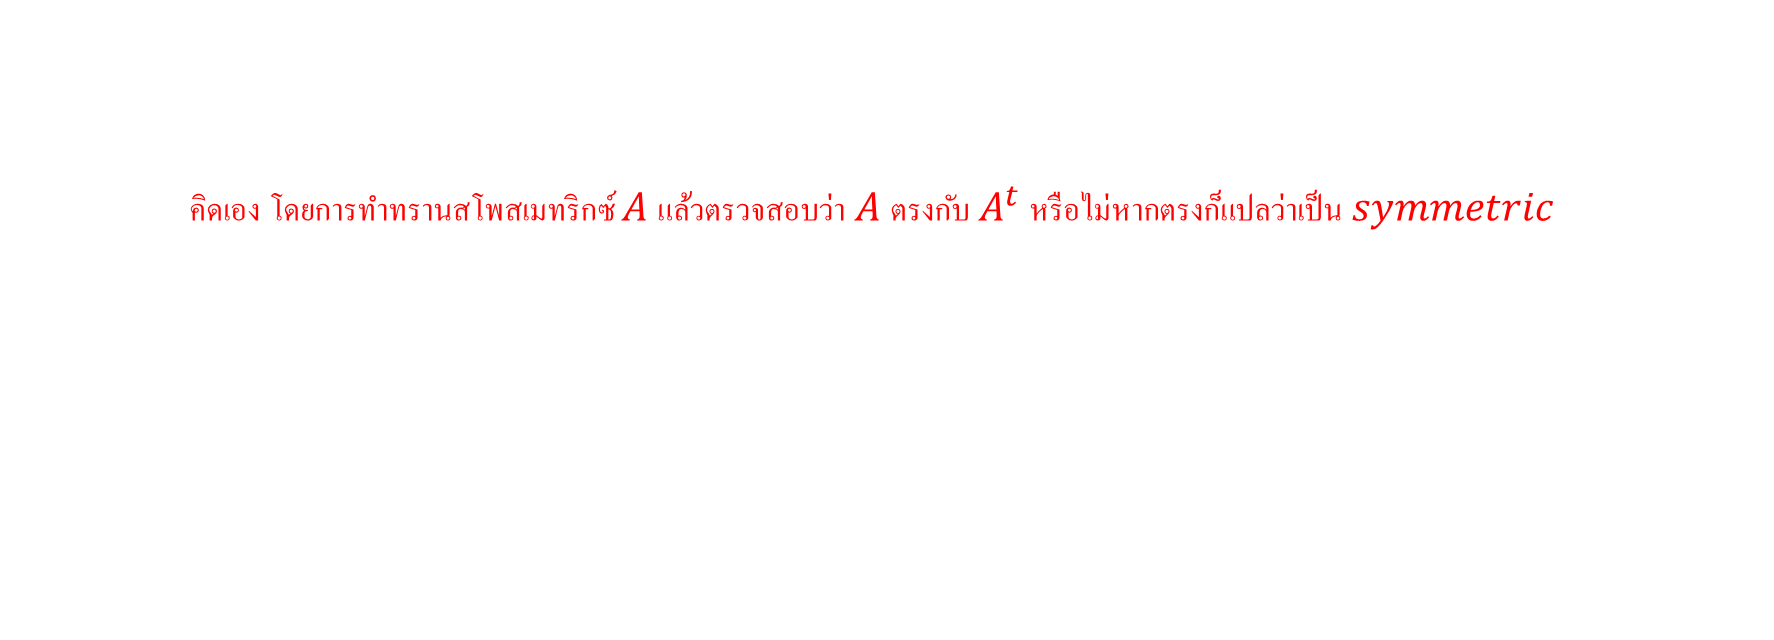 คิดเอง โดยการทำทรานสโพสเมทริกซ์ A แล้วตรวจสอบว่า A ตรงกับ Aᵗ หรือไม่หากตรงก็แปลว่าเป็น symmetric